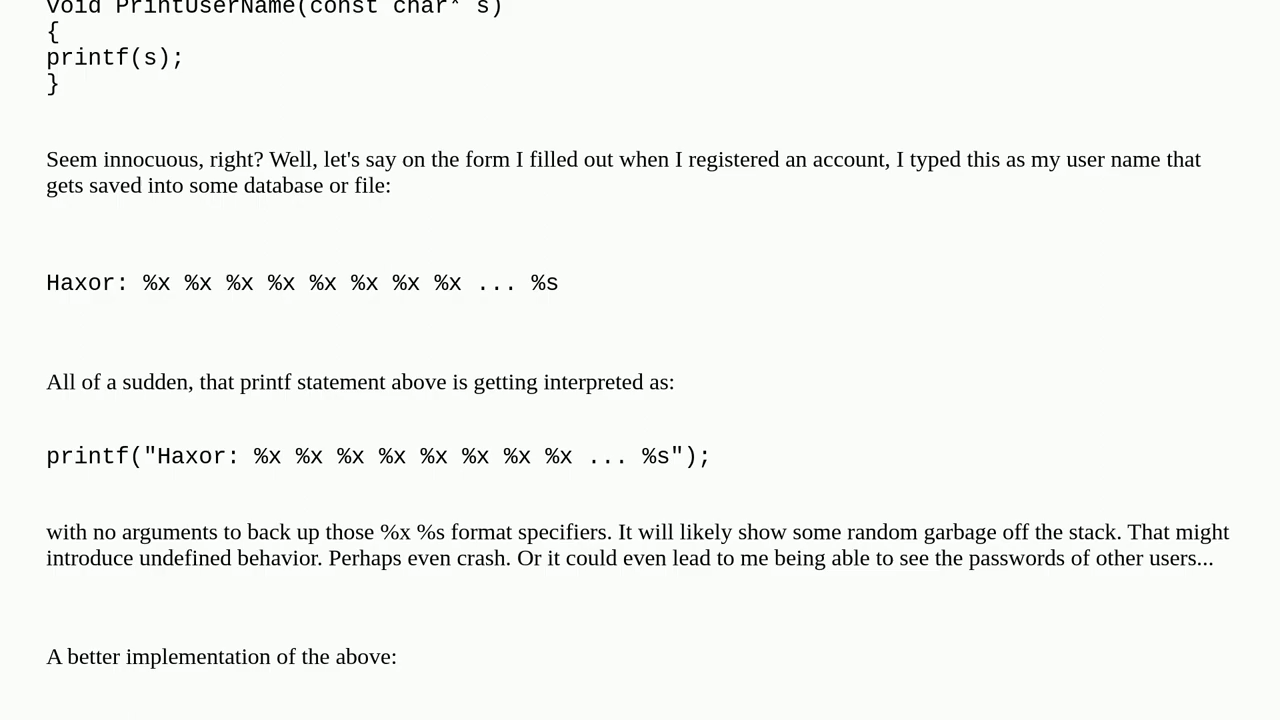 void PrintUserName(const char* s)
{
printf(s);
}
Seem innocuous, right? Well, let's say on the form I filled out when I registered an account, I typed this as my user name that
gets saved into some database or file:
Haxor: %x %x %x %x %x %x %x %x ... %s
All of a sudden, that printf statement above is getting interpreted as:
printf("Haxor: %x %x %x %x %x %x %x %x ... %s");
with no arguments to back up those %x %s format specifiers. It will likely show some random garbage off the stack. That might
introduce undefined behavior. Perhaps even crash. Or it could even lead to me being able to see the passwords of other users...
A better implementation of the above: